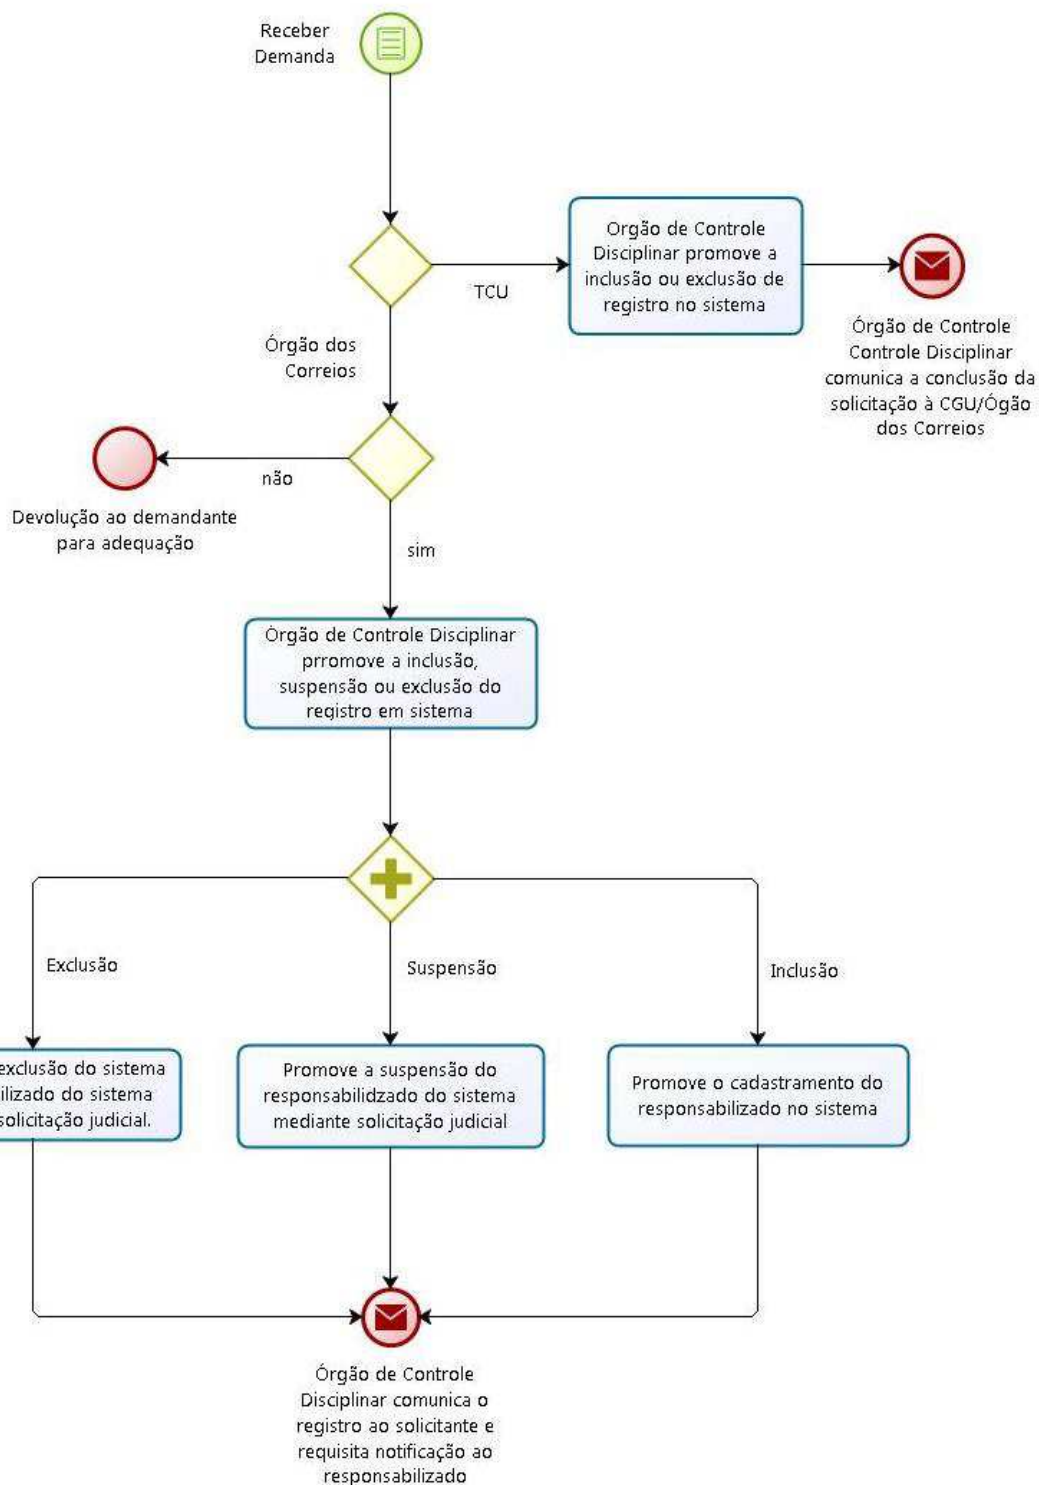 Receber
Demanda
Orgão de Controle
Disciplinar promove a
inclusão ou exclusão de
registro no sistema
TCU
Órgão de Controle
Controle Disciplinar
comunica a conclusão da
solicitação à CGU/Ógão
dos Correios
Órgão dos
Correios
não
Devolução ao demandante
para adequação
sim
Órgão de Controle Disciplinar
prromove a inclusão,
suspensão ou exclusão do
registro em sistema
Exclusão
Suspensão
Inclusão
exclusão do sistema
ilizado do sistema
solicitação judicial.
Promove a suspensão do
responsabilidzado do sistema
mediante solicitação judicial
Promove o cadastramento do
responsabilizado no sistema
Órgão de Controle
Disciplinar comunica o
registro ao solicitante e
requisita notificação ao
responsabilizado